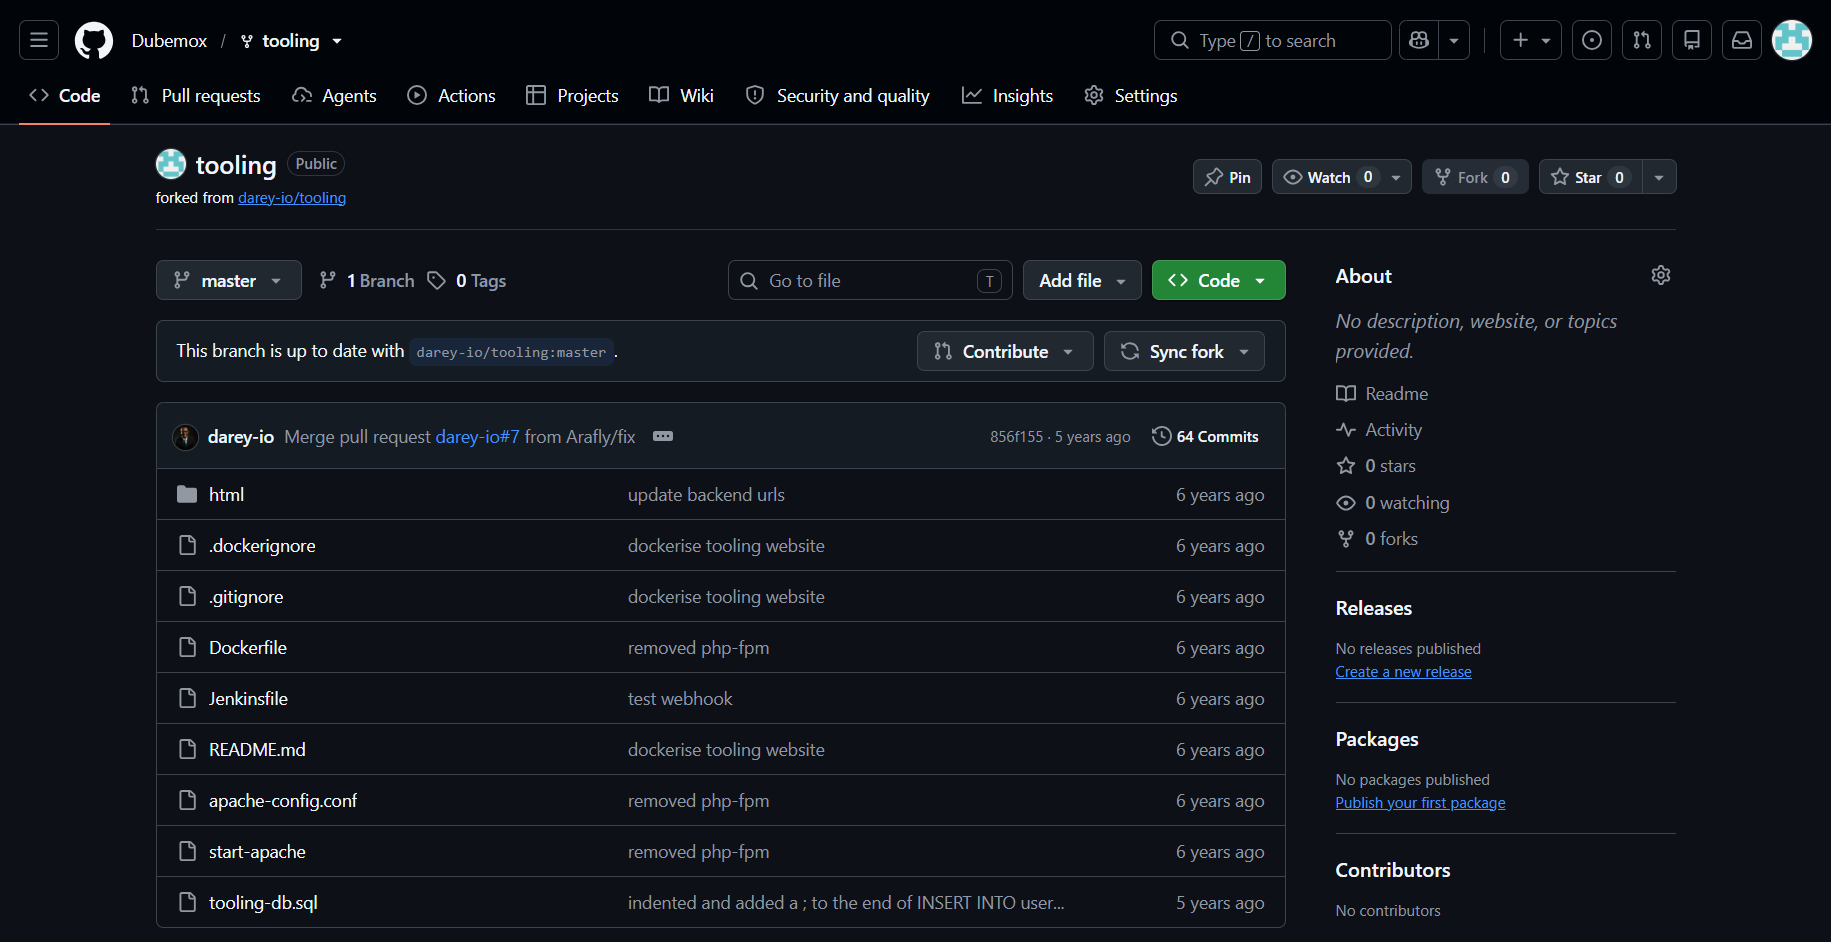 Dubemox / tooling
Type / to search
Code Pull requests Agents Actions Projects Wiki Security and quality Insights Settings
tooling Public
forked from darey-io/tooling
Pin Watch 0 Fork 0 Star 0
master 1 Branch 0 Tags
Go to file T Add file Code
This branch is up to date with darey-io/tooling:master .
Contribute Sync fork
darey-io Merge pull request darey-io#7 from Arafly/fix 856f155 · 5 years ago 64 Commits
html update backend urls 6 years ago
.dockerignore dockerise tooling website 6 years ago
.gitignore dockerise tooling website 6 years ago
Dockerfile removed php-fpm 6 years ago
Jenkinsfile test webhook 6 years ago
README.md dockerise tooling website 6 years ago
apache-config.conf removed php-fpm 6 years ago
start-apache removed php-fpm 6 years ago
tooling-db.sql indented and added a ; to the end of INSERT INTO user... 5 years ago
About
No description, website, or topics
provided.
Readme
Activity
0 stars
0 watching
0 forks
Releases
No releases published
Create a new release
Packages
No packages published
Publish your first package
Contributors
No contributors